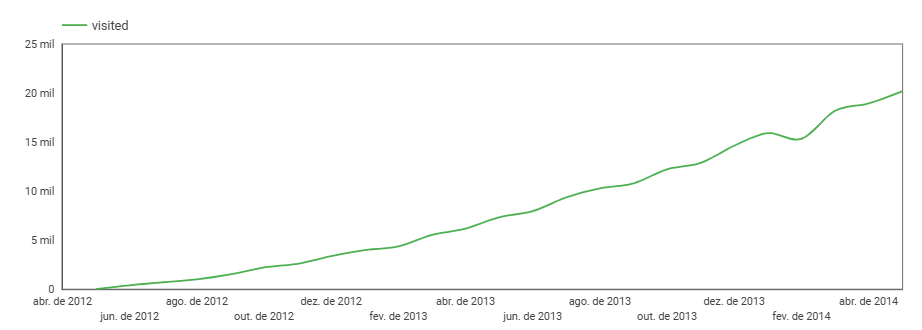 visited
25 mil
20 mil
15 mil
10 mil
5 mil
0
abr. de 2012
jun. de 2012
ago. de 2012
out. de 2012
dez. de 2012
fev. de 2013
abr. de 2013
jun. de 2013
ago. de 2013
out. de 2013
dez. de 2013
fev. de 2014
abr. de 2014